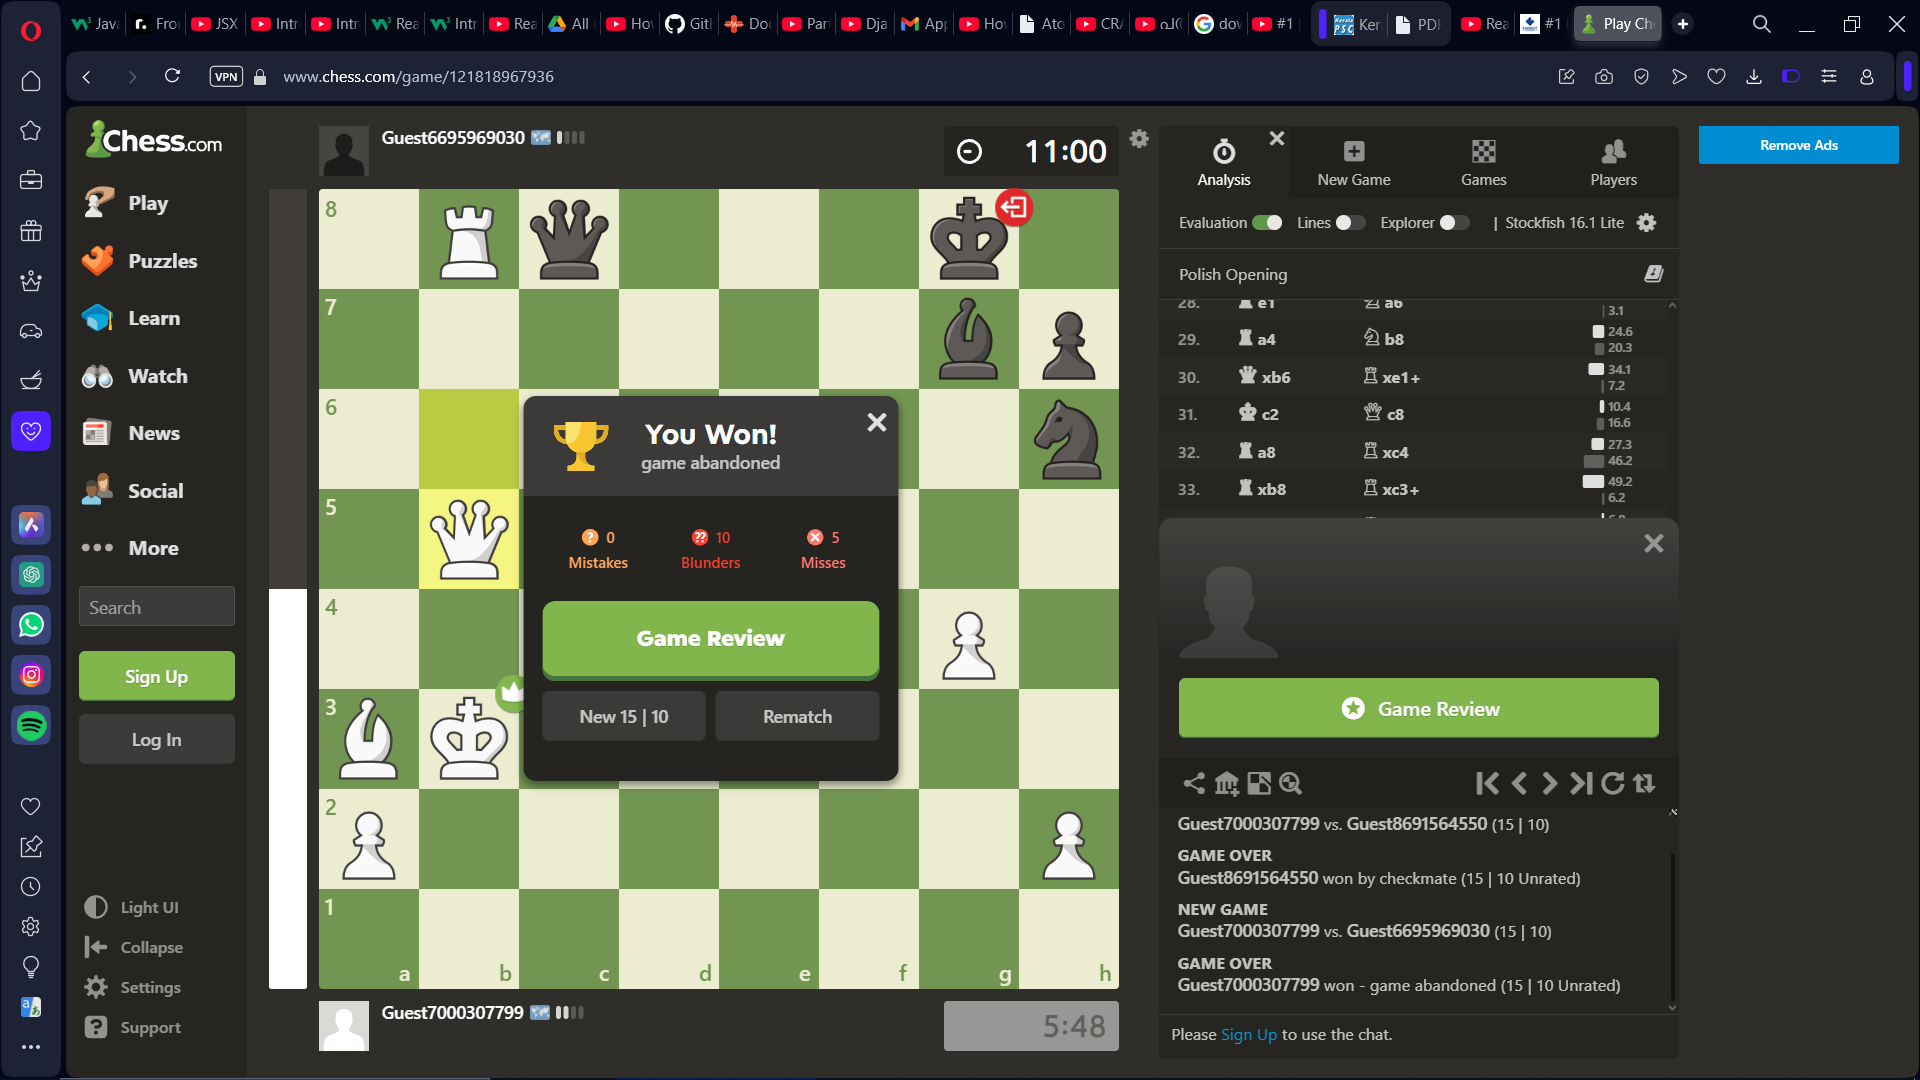 Java
Fro
JSX
Intr
Intr
Rea
Intr
Rea
All i
Hov
Git
Doc
Par
Dja
App
Hov
Ato
CRA
dov
#1
Ker
PDF
Rea
#1
Play Ch
VPN
www.chess.com/game/121818967936
Chess.com
Play
Puzzles
Learn
Watch
News
Social
More
Search
Sign Up
Log In
Light UI
Collapse
Settings
Support
Guest6695969030
11:00
8
7
6
5
4
3
2
1
a b c d e f g h
You Won!
game abandoned
0
Mistakes
10
Blunders
5
Misses
Game Review
New 15 | 10
Rematch
Guest7000307799
5:48
Analysis
New Game
Games
Players
Evaluation Lines Explorer | Stockfish 16.1 Lite
Polish Opening
28. e1 a6 3.1
29. a4 b8 24.6 20.3
30. xb6 xe1+ 34.1 7.2
31. c2 c8 10.4 16.6
32. a8 xc4 27.3 46.2
33. xb8 xc3+ 49.2 6.2
Game Review
Guest7000307799 vs. Guest8691564550 (15 | 10)
GAME OVER
Guest8691564550 won by checkmate (15 | 10 Unrated)
NEW GAME
Guest7000307799 vs. Guest6695969030 (15 | 10)
GAME OVER
Guest7000307799 won - game abandoned (15 | 10 Unrated)
Please Sign Up to use the chat.
Remove Ads